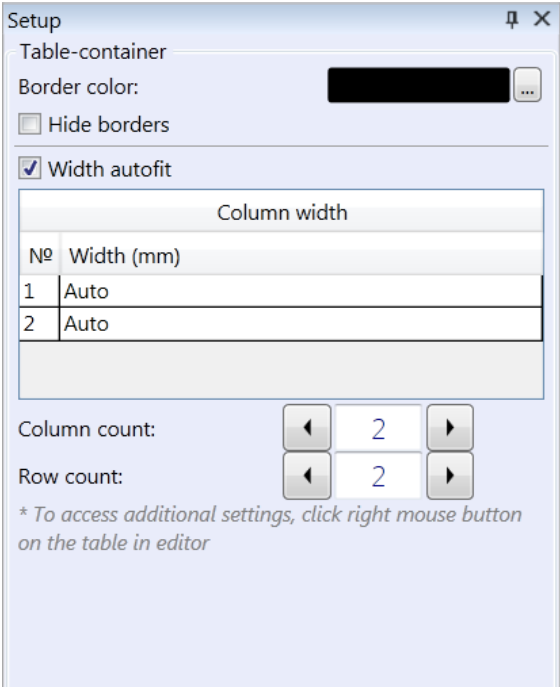 Setup
Table-container
Border color:
...
Hide borders
Width autofit
Column width
№ Width (mm)
1 Auto
2 Auto
Column count: 2
Row count: 2
* To access additional settings, click right mouse button
on the table in editor